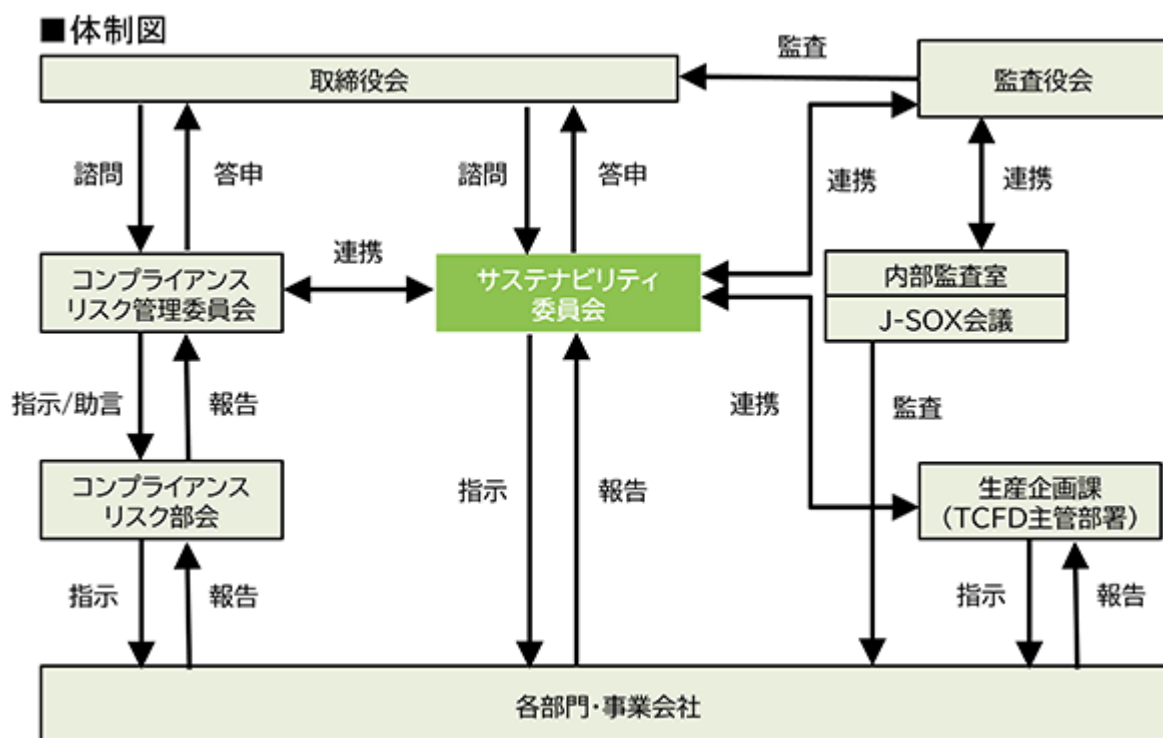 ■体制図
監査
取締役会
監査役会
諮問
答申
諮問
答申
連携
連携
連携
コンプライアンス
リスク管理委員会
サステナビリティ
委員会
内部監査室
J-SOX会議
指示/助言
報告
連携
監査
コンプライアンス
リスク部会
指示
報告
生産企画課
（TCFD主管部署）
指示
報告
指示
報告
各部門・事業会社